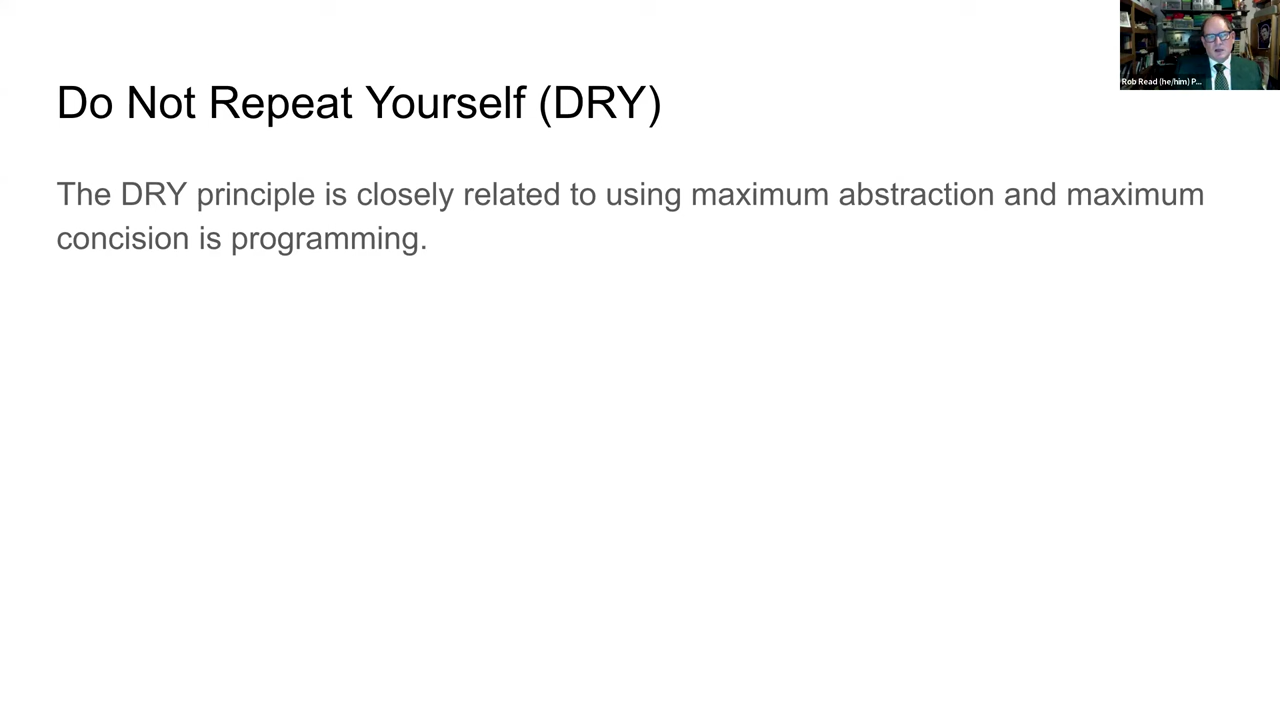 Do Not Repeat Yourself (DRY)
The DRY principle is closely related to using maximum abstraction and maximum
concision is programming.
Rob Read (he/him) P...